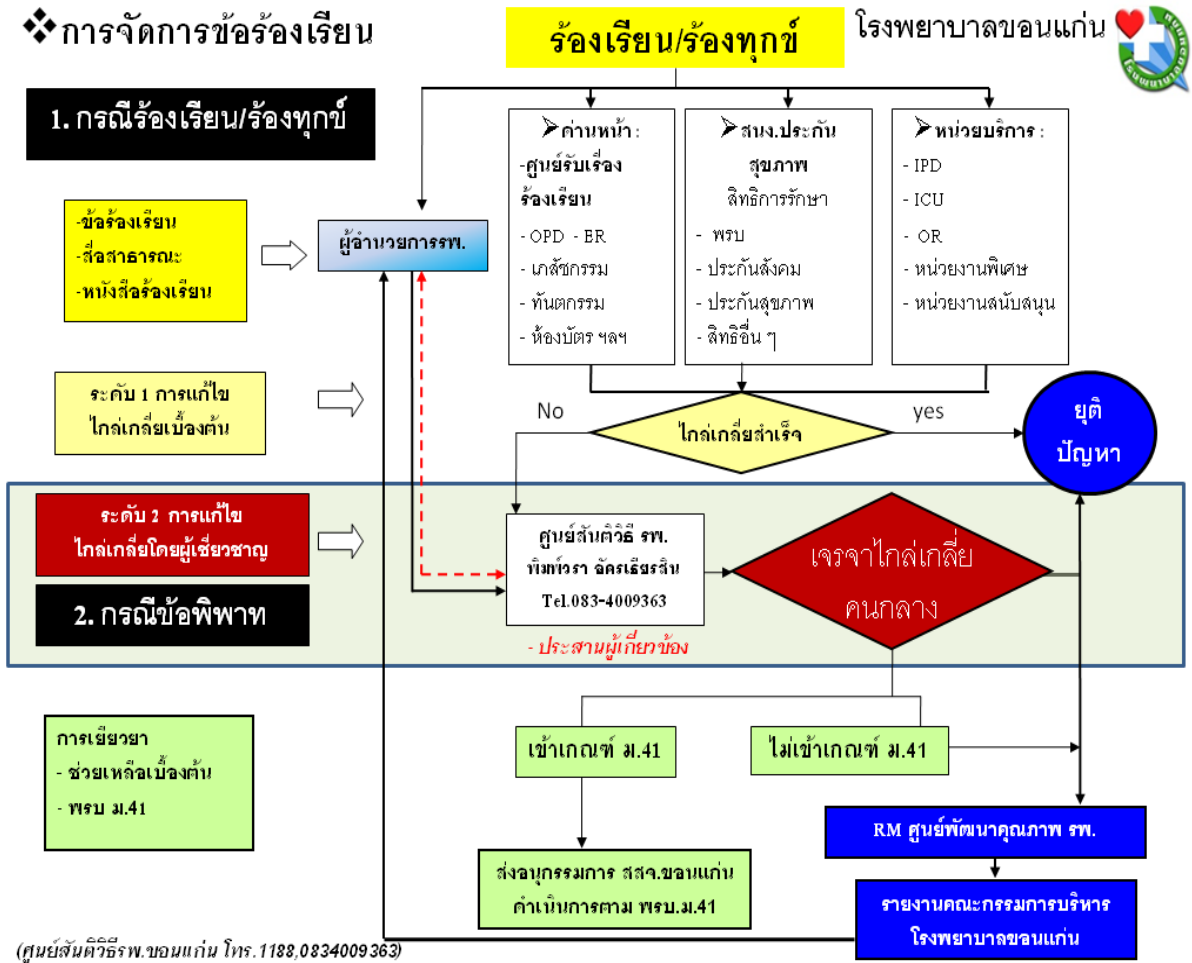 ❖การจัดการข้อร้องเรียน
ร้องเรียน/ร้องทุกข์
โรงพยาบาลขอนแก่น
1. กรณีร้องเรียน/ร้องทุกข์
➢ด่านหน้า :
-ศูนย์รับเรื่อง
ร้องเรียน
- OPD - ER
- เภสัชกรรม
- ทันตกรรม
- ห้องบัตร ฯลฯ
➢สนง.ประกัน
สุขภาพ
สิทธิการรักษา
- พรบ
- ประกันสังคม
- ประกันสุขภาพ
- สิทธิอื่น ๆ
➢หน่วยบริการ :
- IPD
- ICU
- OR
- หน่วยงานพิเศษ
- หน่วยงานสนับสนุน
-ข้อร้องเรียน
-สื่อสาธารณะ
-หนังสือร้องเรียน
ผู้อำนวยการรพ.
ระดับ 1 การแก้ไข
ไกล่เกลี่ยเบื้องต้น
No
ไกล่เกลี่ยสำเร็จ
yes
ยุติ
ปัญหา
ระดับ 2 การแก้ไข
ไกล่เกลี่ยโดยผู้เชี่ยวชาญ
2. กรณีข้อพิพาท
ศูนย์สันติวิธี รพ.
พิมพ์วรา อัครเธียรสิน
Tel.083-4009363
- ประสานผู้เกี่ยวข้อง
เจรจาไกล่เกลี่ย
คนกลาง
การเยียวยา
- ช่วยเหลือเบื้องต้น
- พรบ ม.41
เข้าเกณฑ์ ม.41
ไม่เข้าเกณฑ์ ม.41
RM ศูนย์พัฒนาคุณภาพ รพ.
ส่งอนุกรรมการ สสจ.ขอนแก่น
ดำเนินการตาม พรบ.ม.41
รายงานคณะกรรมการบริหาร
โรงพยาบาลขอนแก่น
(ศูนย์สันติวิธีรพ.ขอนแก่น โทร.1188,0834009363)